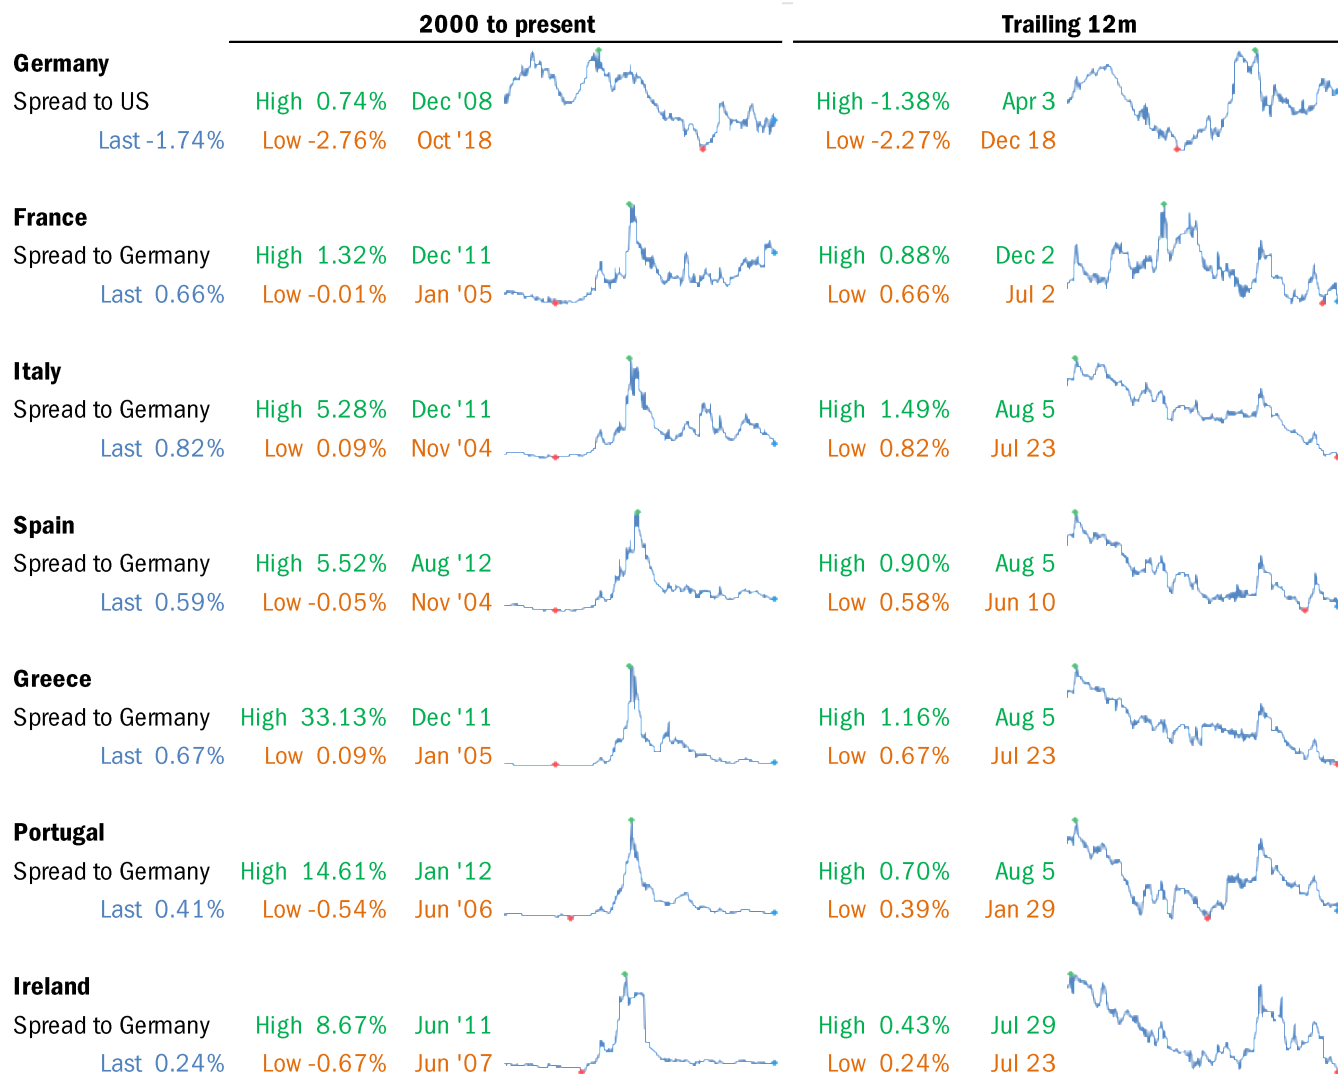 2000 to present Trailing 12m
Germany
Spread to US High 0.74% Dec '08 High -1.38% Apr 3
Last -1.74% Low -2.76% Oct '18 Low -2.27% Dec 18
France
Spread to Germany High 1.32% Dec '11 High 0.88% Dec 2
Last 0.66% Low -0.01% Jan '05 Low 0.66% Jul 2
Italy
Spread to Germany High 5.28% Dec '11 High 1.49% Aug 5
Last 0.82% Low 0.09% Nov '04 Low 0.82% Jul 23
Spain
Spread to Germany High 5.52% Aug '12 High 0.90% Aug 5
Last 0.59% Low -0.05% Nov '04 Low 0.58% Jun 10
Greece
Spread to Germany High 33.13% Dec '11 High 1.16% Aug 5
Last 0.67% Low 0.09% Jan '05 Low 0.67% Jul 23
Portugal
Spread to Germany High 14.61% Jan '12 High 0.70% Aug 5
Last 0.41% Low -0.54% Jun '06 Low 0.39% Jan 29
Ireland
Spread to Germany High 8.67% Jun '11 High 0.43% Jul 29
Last 0.24% Low -0.67% Jun '07 Low 0.24% Jul 23